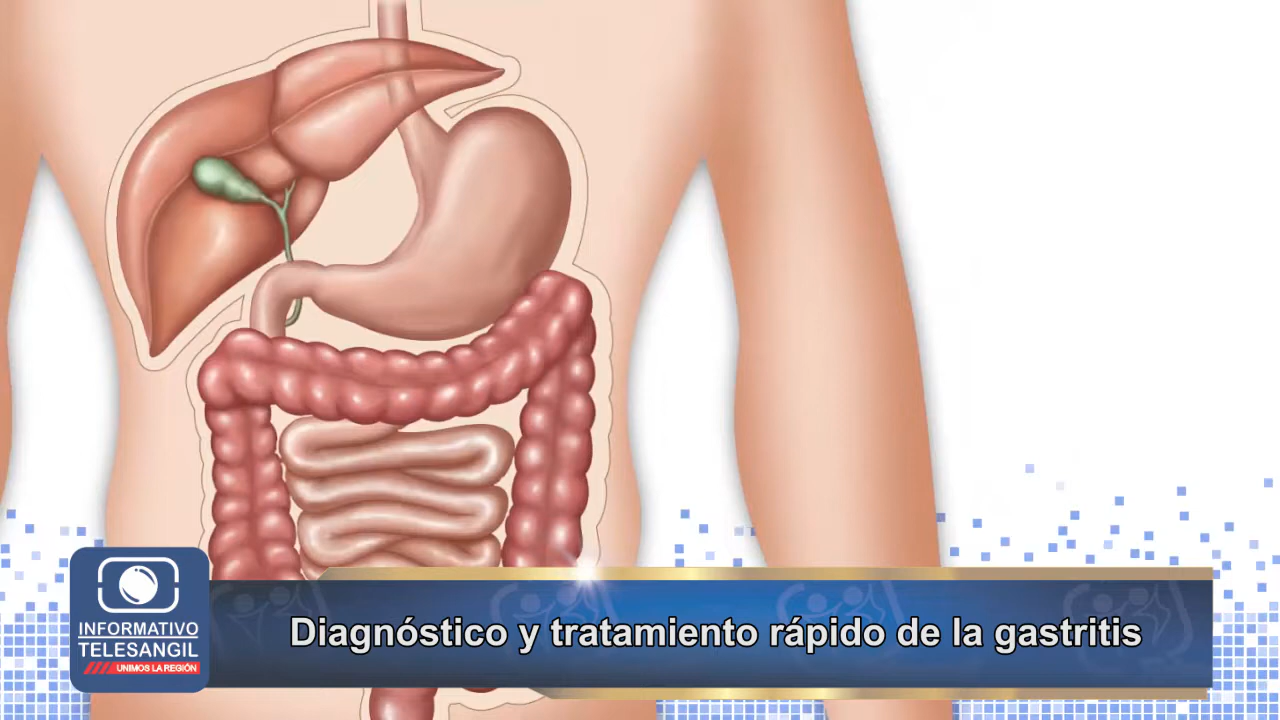 Diagnóstico y tratamiento rápido de la gastritis
INFORMATIVO
TELESANGIL
UNIMOS LA REGIÓN